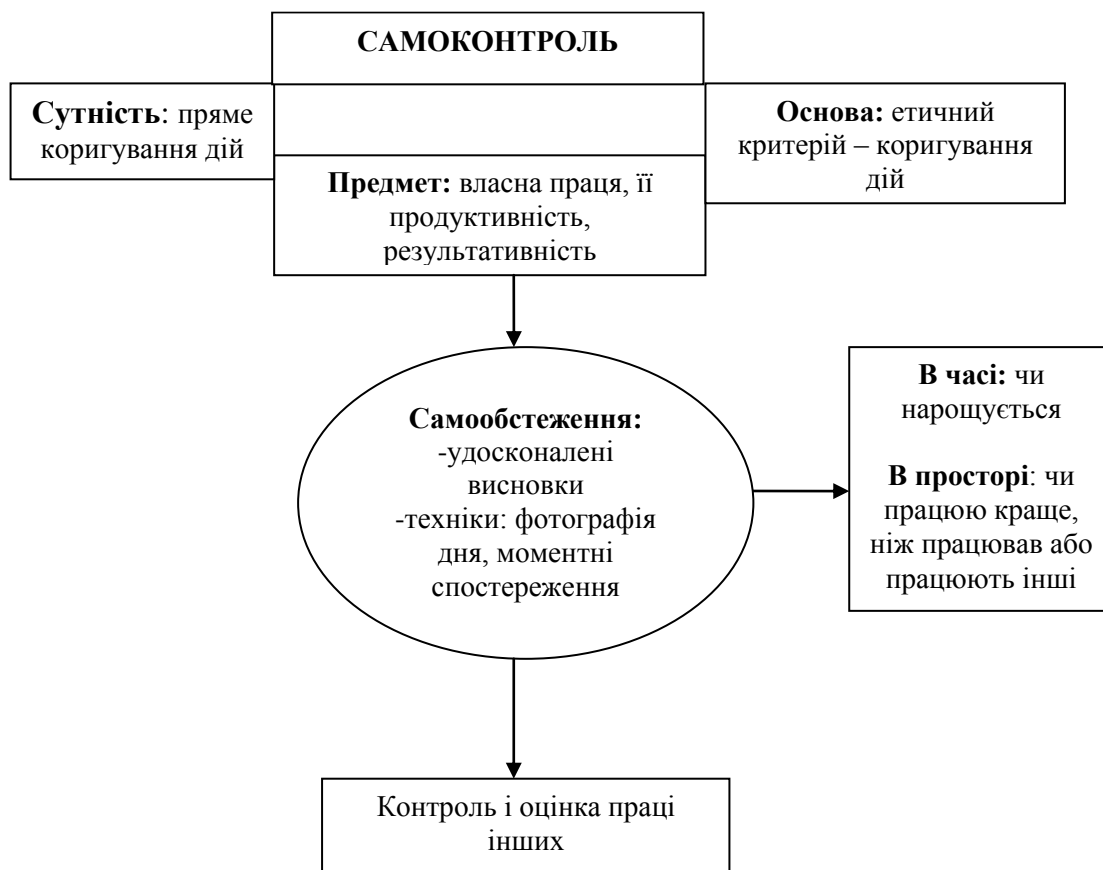 САМОКОНТРОЛЬ
Сутність: пряме
коригування дій
Основа: етичний
критерій – коригування
дій
Предмет: власна праця, її
продуктивність,
результативність
Самообстеження:
-удосконалені
висновки
-техніки: фотографія
дня, моментні
спостереження
В часі: чи
нарощується
В просторі: чи
працюю краще,
ніж працював або
працюють інші
Контроль і оцінка праці
інших